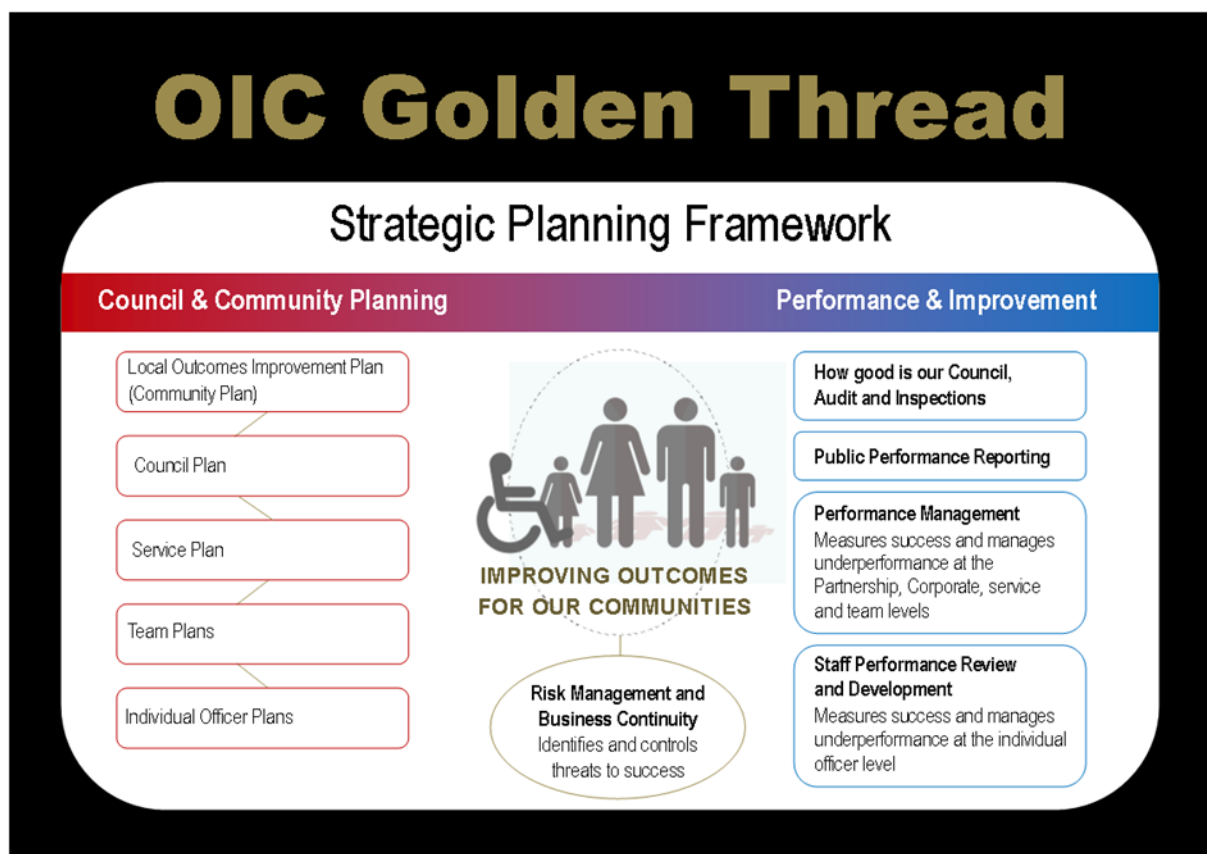 OIC Golden Thread
Strategic Planning Framework
Council & Community Planning
Performance & Improvement
Local Outcomes Improvement Plan
(Community Plan)
Council Plan
Service Plan
Team Plans
Individual Officer Plans
IMPROVING OUTCOMES
FOR OUR COMMUNITIES
Risk Management and
Business Continuity
Identifies and controls
threats to success
How good is our Council,
Audit and Inspections
Public Performance Reporting
Performance Management
Measures success and manages
underperformance at the
Partnership, Corporate, service
and team levels
Staff Performance Review
and Development
Measures success and manages
underperformance at the individual
officer level